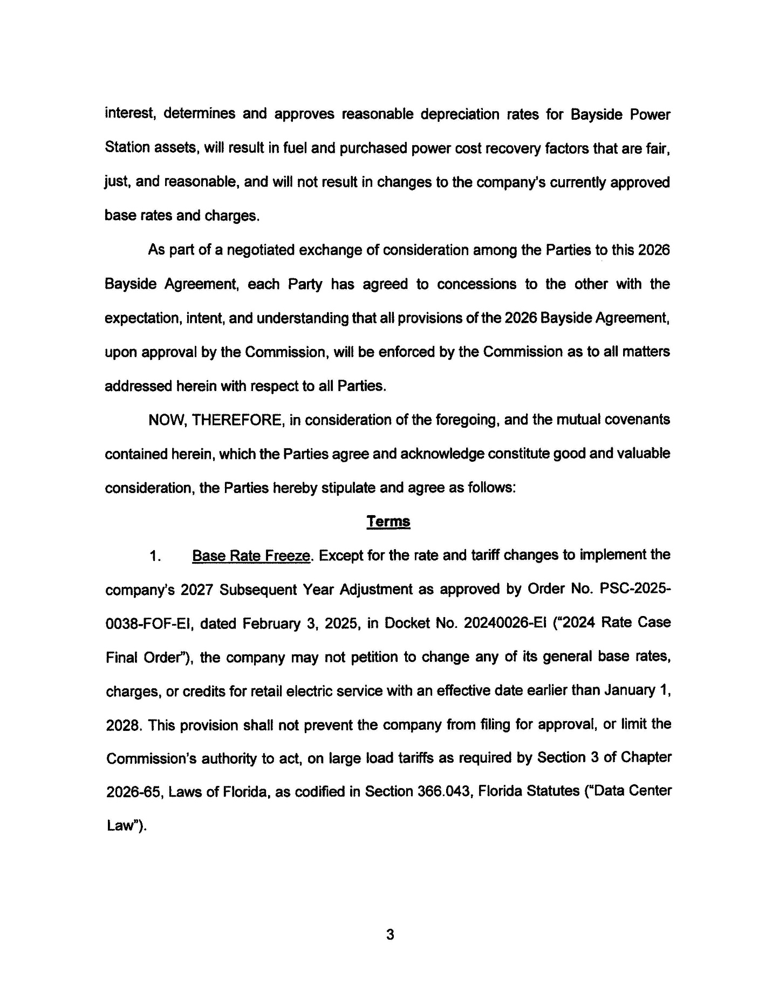 interest, determines and approves reasonable depreciation rates for Bayside Power
Station assets, will result in fuel and purchased power cost recovery factors that are fair,
just, and reasonable, and will not result in changes to the company's currently approved
base rates and charges.
As part of a negotiated exchange of consideration among the Parties to this 2026
Bayside Agreement, each Party has agreed to concessions to the other with the
expectation, intent, and understanding that all provisions of the 2026 Bayside Agreement,
upon approval by the Commission, will be enforced by the Commission as to all matters
addressed herein with respect to all Parties.
NOW, THEREFORE, in consideration of the foregoing, and the mutual covenants
contained herein, which the Parties agree and acknowledge constitute good and valuable
consideration, the Parties hereby stipulate and agree as follows:
Terms
1. Base Rate Freeze. Except for the rate and tariff changes to implement the
company's 2027 Subsequent Year Adjustment as approved by Order No. PSC-2025-
0038-FOF-EI, dated February 3, 2025, in Docket No. 20240026-EI (“2024 Rate Case
Final Order”), the company may not petition to change any of its general base rates,
charges, or credits for retail electric service with an effective date earlier than January 1,
2028. This provision shall not prevent the company from filing for approval, or limit the
Commission's authority to act, on large load tariffs as required by Section 3 of Chapter
2026-65, Laws of Florida, as codified in Section 366.043, Florida Statutes (“Data Center
Law”).
3